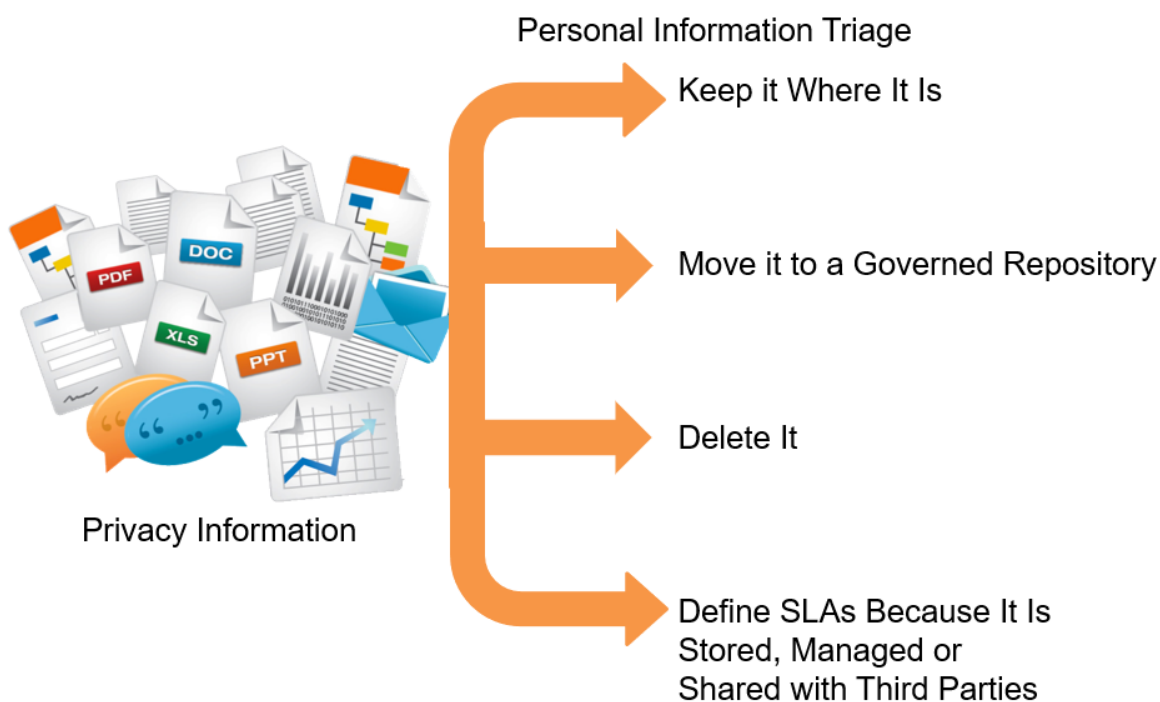 Personal Information Triage
Keep it Where It Is
Move it to a Governed Repository
Delete It
Define SLAs Because It Is
Stored, Managed or
Shared with Third Parties
PDF
DOC
XLS
PPT
Privacy Information